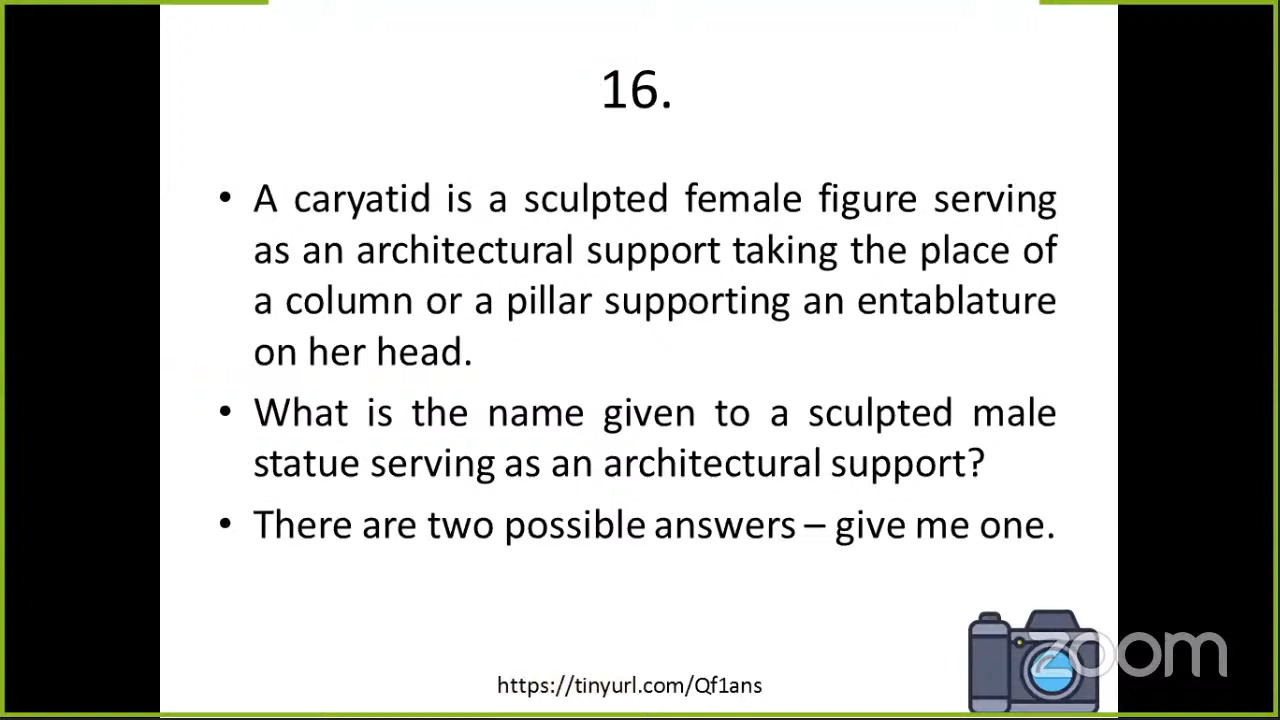 16.
• A caryatid is a sculpted female figure serving
as an architectural support taking the place of
a column or a pillar supporting an entablature
on her head.
• What is the name given to a sculpted male
statue serving as an architectural support?
• There are two possible answers – give me one.
zoom
https://tinyurl.com/Qf1ans